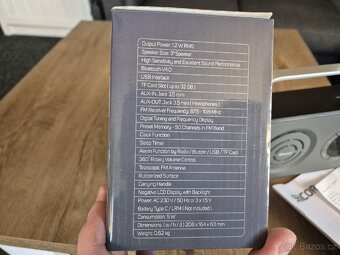 Output Power: 1.2 W RMS
Speaker Size: 3" Speaker
High Sensitivity and Excellent Sound Performance
Bluetooth V4.0
USB Interface
TF Card Slot (up to 32 GB)
AUX-IN Jack 3,5 mm
AUX-OUT Jack 3,5 mm (Headphones)
FM Receiver Frequency: 87,5 - 108 MHz
Digital Tuning and Frequency Display
Preset Memory - 50 Channels in FM Band
Clock Function
Sleep Timer
Alarm Function by Radio / Buzzer / USB / TF Card
360° Rotary Volume Control
Telescopic FM Antenna
Rubberized Surface
Carrying Handle
Negative LCD Display with Backlight
Power: AC 230 V / 50 Hz or 3 x 1,5 V
Battery Type C / LR14 (Not Included)
Consumption: 5 W
Dimensions: ( w / h / d ) 208 x 164 x 63 mm
Weight: 0,62 kg